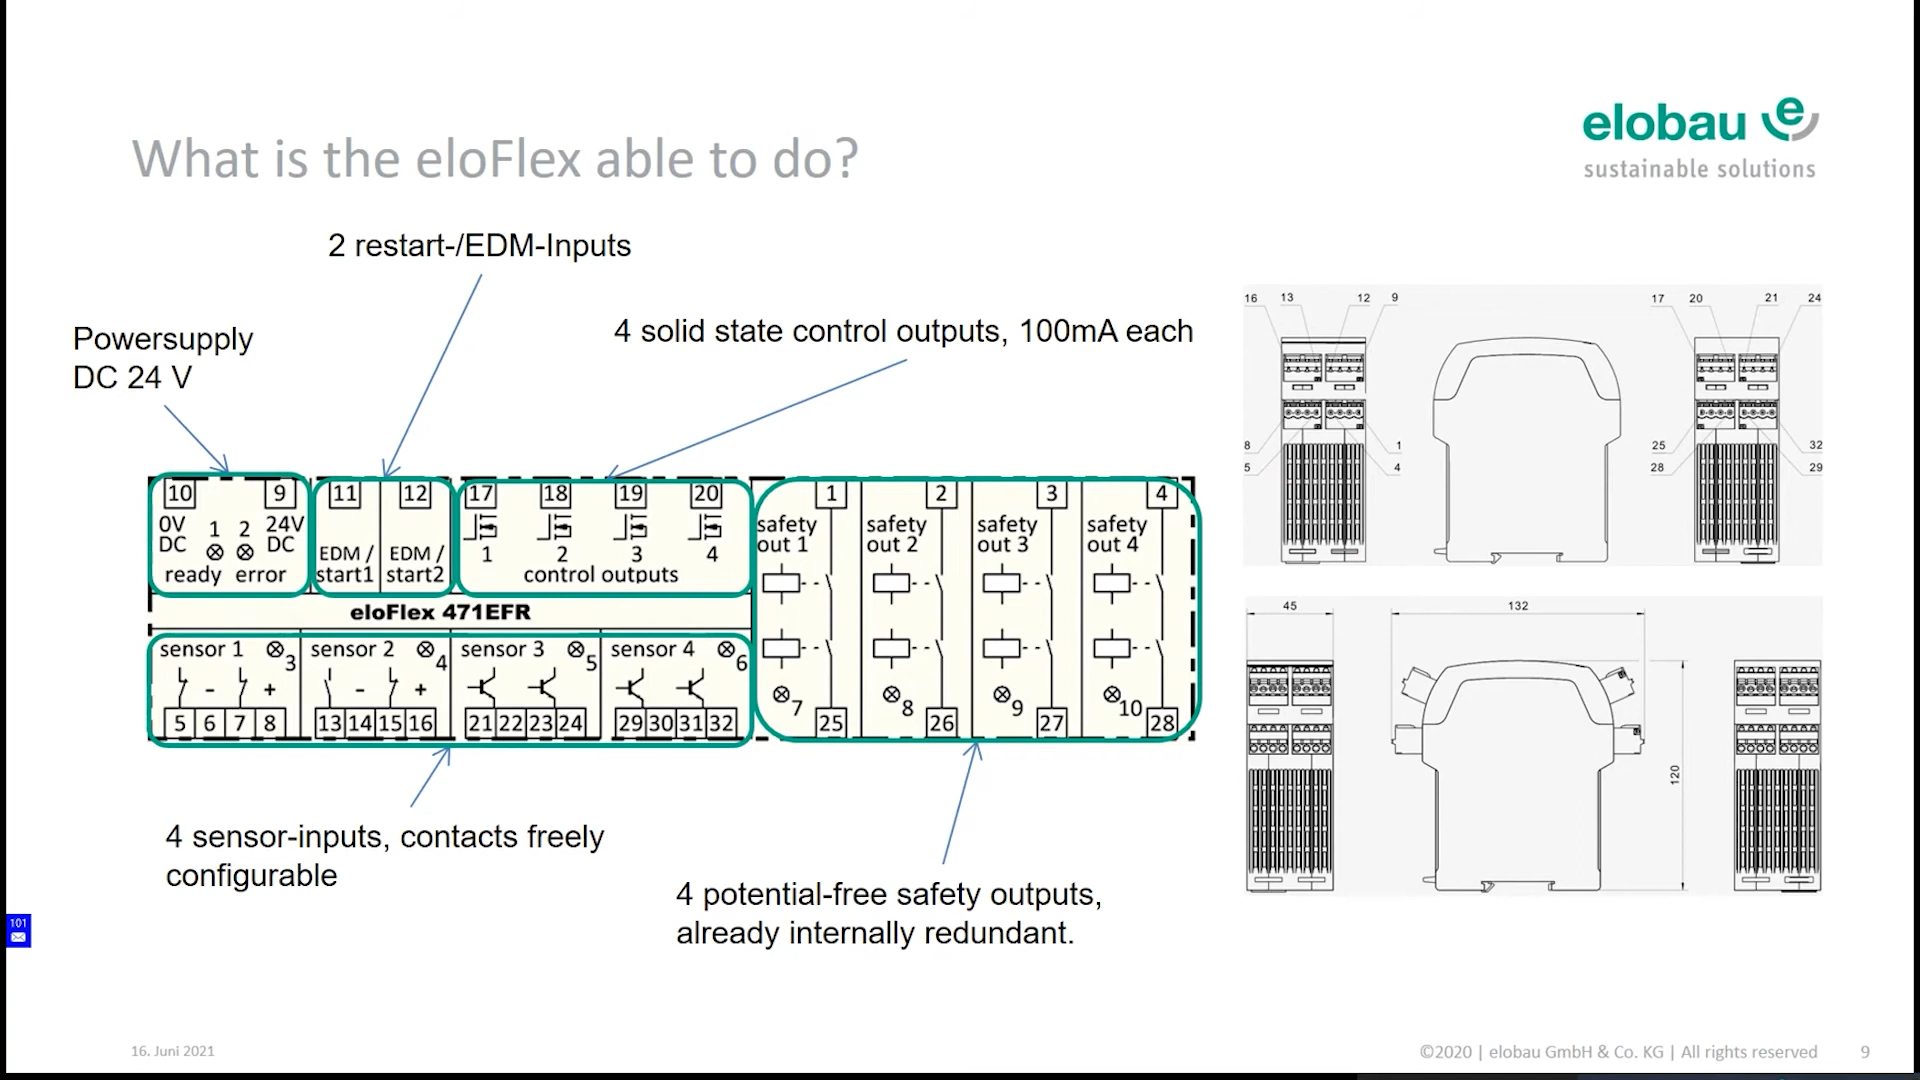 What is the eloFlex able to do?
elobau
sustainable solutions
2 restart-/EDM-Inputs
Powersupply
DC 24 V
4 solid state control outputs, 100mA each
10 9 11 12 17 18 19 20 1 2 3 4
0V 1 2 24V
DC DC
ready error
EDM / EDM /
start1 start2
1 2 3 4
control outputs
safety safety safety safety
out 1 out 2 out 3 out 4
eloFlex 471EFR
sensor 1 3 sensor 2 4 sensor 3 5 sensor 4 6
- + - +
7 8 9 10
5 6 7 8 13 14 15 16 21 22 23 24 29 30 31 32 25 26 27 28
4 sensor-inputs, contacts freely
configurable
4 potential-free safety outputs,
already internally redundant.
16 13 12 9 17 20 21 24
8 1 25 32
5 4 28 29
45 132
120
101
16. Juni 2021
©2020 | elobau GmbH & Co. KG | All rights reserved 9